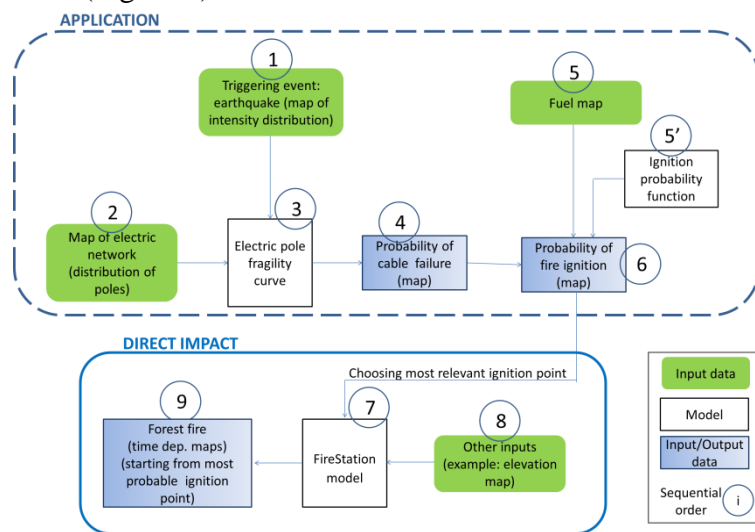 APPLICATION
1
Triggering event:
earthquake (map of
intensity distribution)
5
Fuel map
5’
Ignition
probability
function
2
Map of electric
network
(distribution of
poles)
3
Electric pole
fragility
curve
4
Probability of
cable failure
(map)
Probability of
fire ignition
(map)
6
DIRECT IMPACT
Choosing most relevant ignition point
9
Forest fire
(time dep. maps)
(starting from most
probable ignition
point)
7
FireStation
model
8
Other inputs
(example: elevation
map)
Input data
Model
Input/Output
data
Sequential
order
i